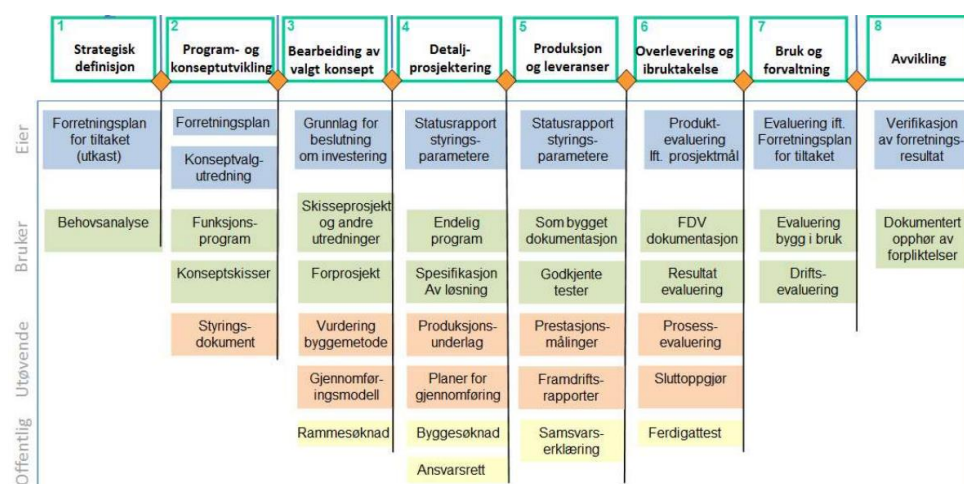 1
Strategisk
definisjon
2
Program- og
konseptutvikling
3
Bearbeiding av
valgt konsept
4
Detalj-
prosjektering
5
Produksjon
og leveranser
6
Overlevering og
ibruktakelse
7
Bruk og
forvaltning
8
Avvikling
Eier
Forretningsplan
for tiltaket
(utkast)
Forretningsplan
Konseptvalg-
utredning
Grunnlag for
beslutning
om investering
Statusrapport
styrings-
parametere
Statusrapport
styrings-
parametere
Produkt-
evaluering
Ift. prosjektmål
Evaluering ift.
Forretningsplan
for tiltaket
Verifikasjon
av forretnings-
resultat
Bruker
Behovsanalyse
Funksjons-
program
Konseptskisser
Skisseprosjekt
og andre
utredninger
Forprosjekt
Endelig
program
Spesifikasjon
Av løsning
Som bygget
dokumentasjon
Godkjente
tester
FDV
dokumentasjon
Resultat
evaluering
Evaluering
bygg i bruk
Drifts-
evaluering
Dokumentert
opphør av
forpliktelser
Utøvende
Styrings-
dokument
Vurdering
byggemetode
Gjennomfør-
ingsmodell
Produksjons-
underlag
Planer for
gjennomføring
Prestasjons-
målinger
Framdrifts-
rapporter
Prosess-
evaluering
Sluttoppgjør
Offentlig
Rammesøknad
Byggesøknad
Ansvarsrett
Samsvars-
erklæring
Ferdigattest